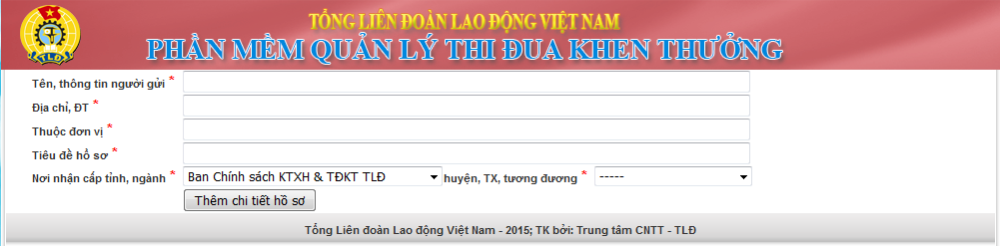 TỔNG LIÊN ĐOÀN LAO ĐỘNG VIỆT NAM
PHẦN MỀM QUẢN LÝ THI ĐUA KHEN THƯỞNG
TLĐ
Tên, thông tin người gửi *
Địa chỉ, ĐT *
Thuộc đơn vị *
Tiêu đề hồ sơ *
Nơi nhận cấp tỉnh, ngành * Ban Chính sách KTXH & TĐKT TLĐ huyện, TX, tương đương * -----
Thêm chi tiết hồ sơ
Tổng Liên đoàn Lao động Việt Nam - 2015; TK bởi: Trung tâm CNTT - TLĐ